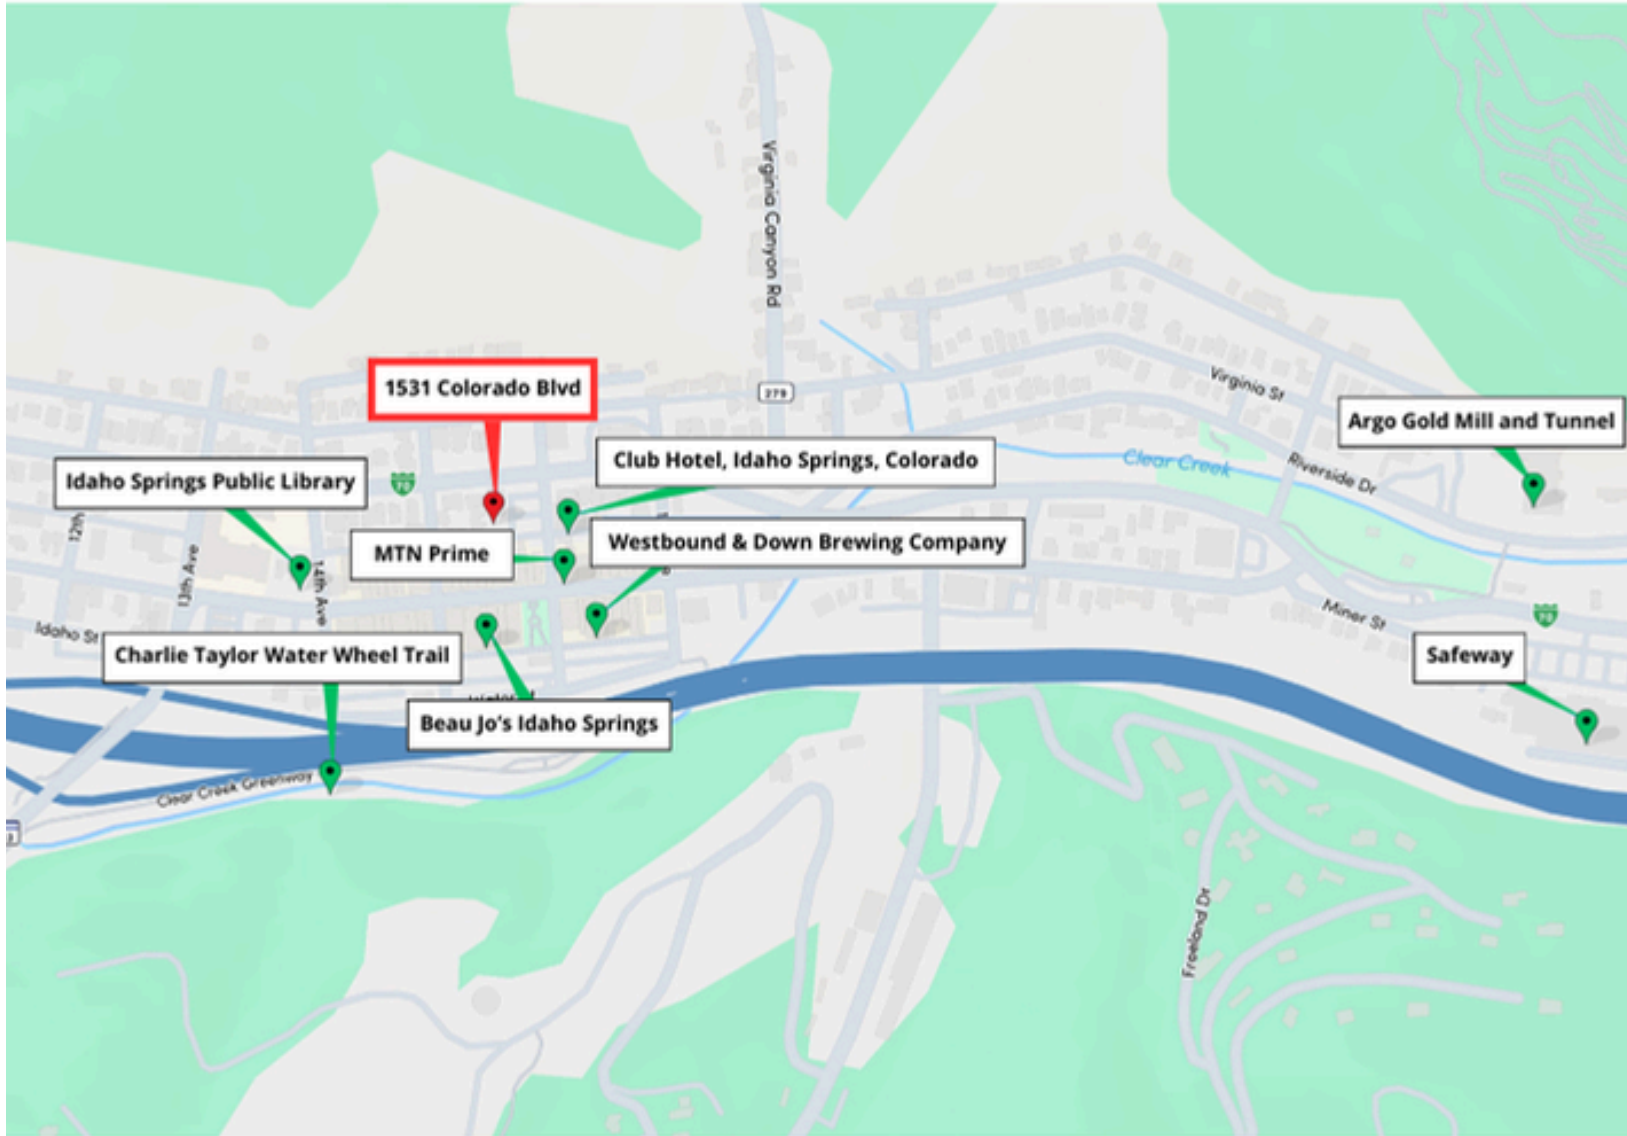 Virginia Canyon Rd
279
Virginia St
1531 Colorado Blvd
Argo Gold Mill and Tunnel
Club Hotel, Idaho Springs, Colorado
Clear Creek
Riverside Dr
Idaho Springs Public Library
70
12th
13th Ave
14th Ave
MTN Prime
Westbound & Down Brewing Company
Miner St
70
Idaho St
Charlie Taylor Water Wheel Trail
Safeway
Beau Jo's Idaho Springs
Clear Creek Greenway
Freeland Dr